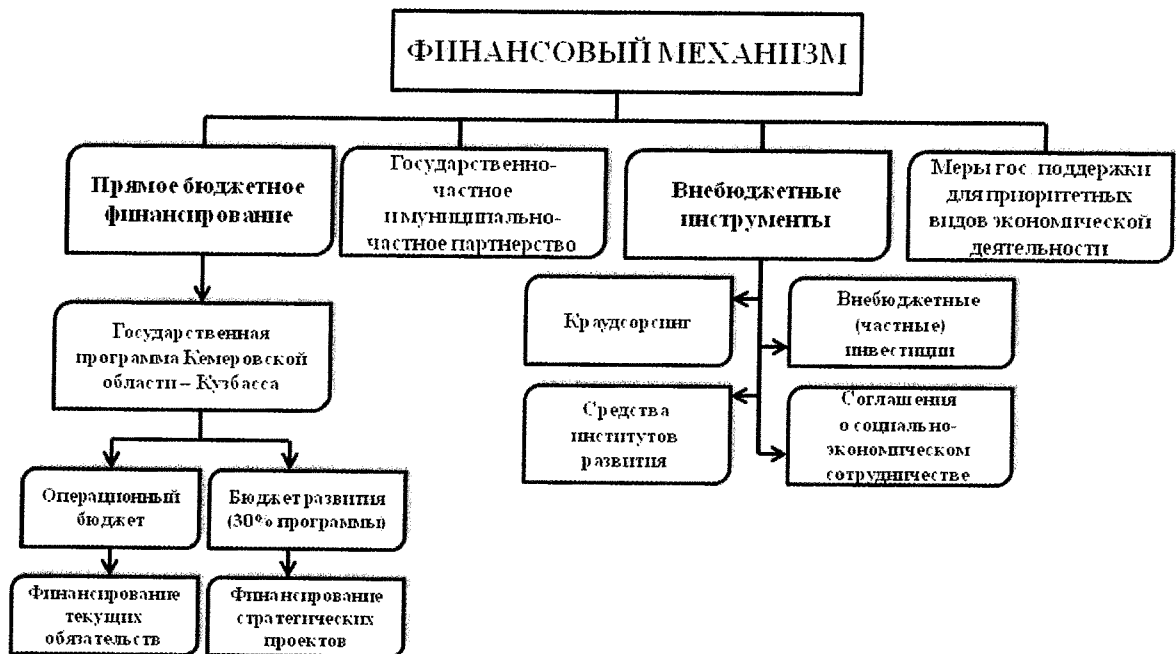 ФИНАНСОВЫЙ МЕХАНИЗМ
Прямое бюджетное
финансирование
Государственно-
частное
и муниципально-
частное партнерство
Внебюджетные
инструменты
Меры гос. поддержки
для приоритетных
видов экономической
деятельности
Государственная
программа Кемеровской
области – Кузбасса
Краудсорсинг
Внебюджетные
(частные)
инвестиции
Средства
институтов
развития
Соглашения
о социально-
экономическом
сотрудничестве
Операционный
бюджет
Бюджет развития
(30% программы)
Финансирование
текущих
обязательств
Финансирование
стратегических
проектов